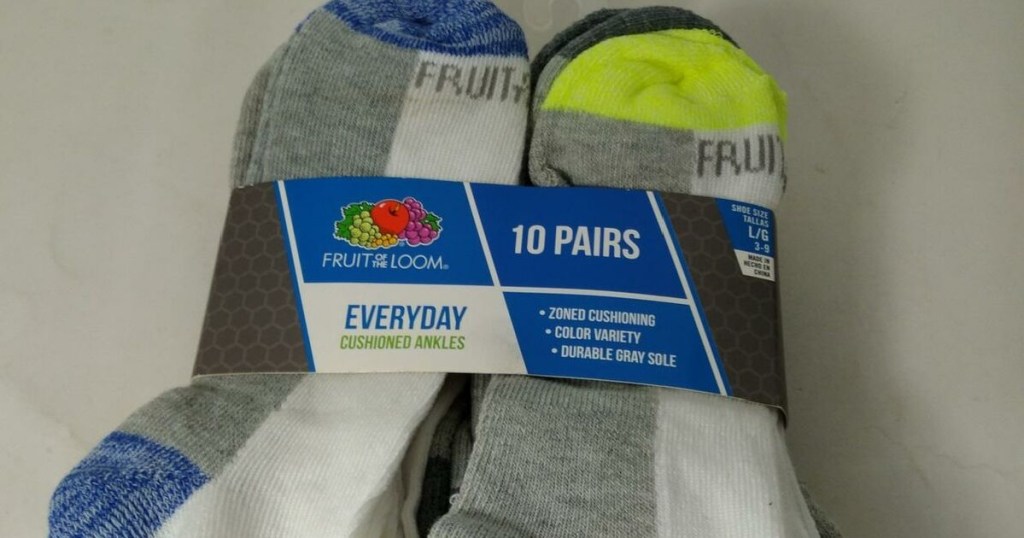 FRUIT
FRUIT
FRUIT OF THE LOOM®
10 PAIRS
SHOE SIZE
TALLAS
L/G
3-9
MADE IN
HECHO EN
CHINA
EVERYDAY
CUSHIONED ANKLES
• ZONED CUSHIONING
• COLOR VARIETY
• DURABLE GRAY SOLE